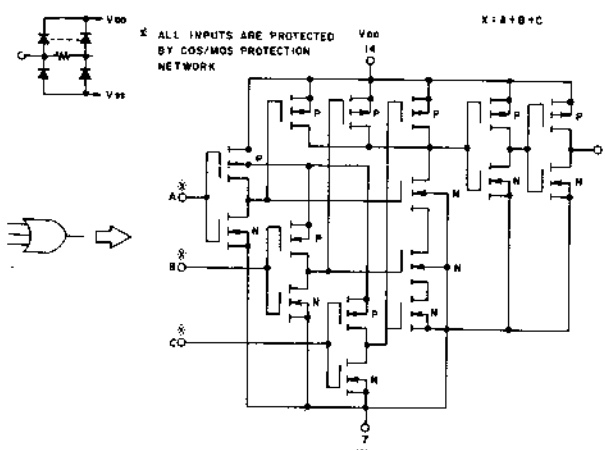 VDD
VSS
* ALL INPUTS ARE PROTECTED
BY COS/MOS PROTECTION
NETWORK
VDD
14
X=A+B+C
P
P
P
P
P
P
A
*
N
N
P
B
*
N
N
N
N
P
C
*
N
7